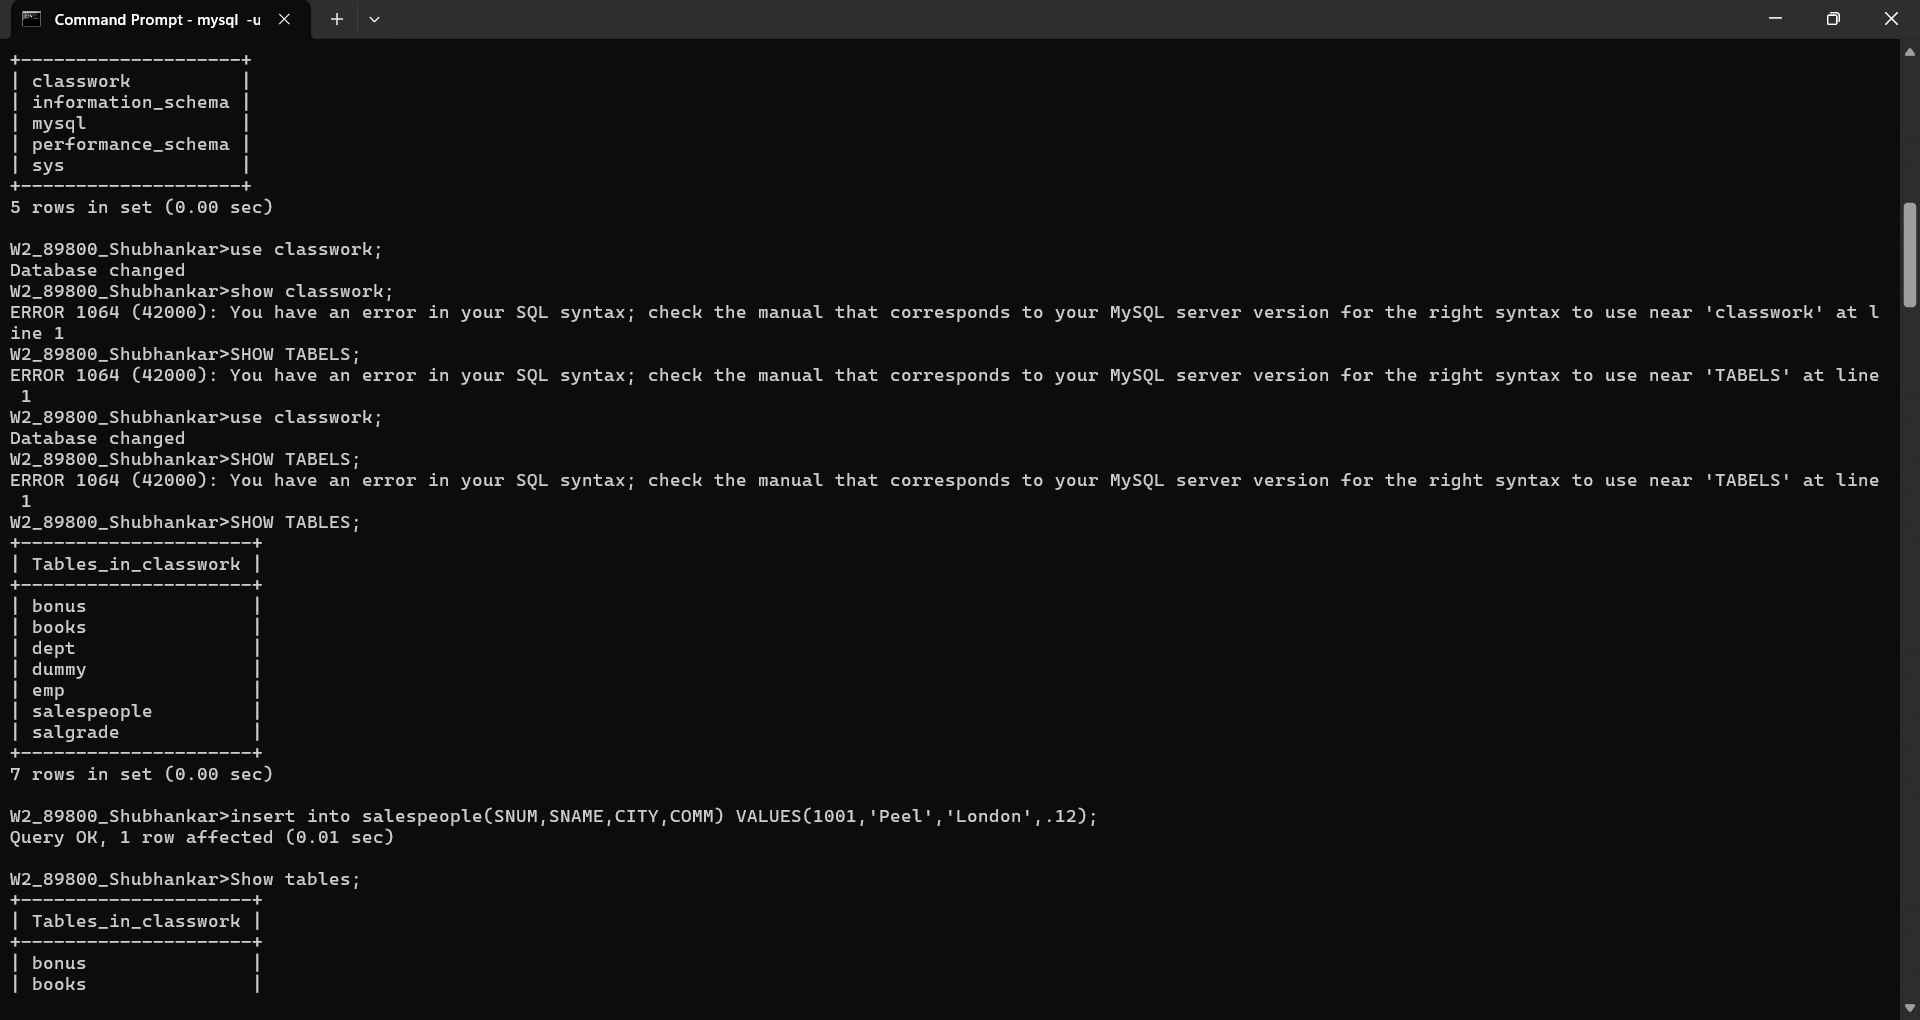 Command Prompt - mysql -u
+--------------------+
| classwork          |
| information_schema |
| mysql              |
| performance_schema |
| sys                |
+--------------------+
5 rows in set (0.00 sec)
W2_89800_Shubhankar>use classwork;
Database changed
W2_89800_Shubhankar>show classwork;
ERROR 1064 (42000): You have an error in your SQL syntax; check the manual that corresponds to your MySQL server version for the right syntax to use near 'classwork' at l
ine 1
W2_89800_Shubhankar>SHOW TABELS;
ERROR 1064 (42000): You have an error in your SQL syntax; check the manual that corresponds to your MySQL server version for the right syntax to use near 'TABELS' at line
 1
W2_89800_Shubhankar>use classwork;
Database changed
W2_89800_Shubhankar>SHOW TABELS;
ERROR 1064 (42000): You have an error in your SQL syntax; check the manual that corresponds to your MySQL server version for the right syntax to use near 'TABELS' at line
 1
W2_89800_Shubhankar>SHOW TABLES;
+---------------------+
| Tables_in_classwork |
+---------------------+
| bonus               |
| books               |
| dept                |
| dummy               |
| emp                 |
| salespeople         |
| salgrade            |
+---------------------+
7 rows in set (0.00 sec)
W2_89800_Shubhankar>insert into salespeople(SNUM,SNAME,CITY,COMM) VALUES(1001,'Peel','London',.12);
Query OK, 1 row affected (0.01 sec)
W2_89800_Shubhankar>Show tables;
+---------------------+
| Tables_in_classwork |
+---------------------+
| bonus               |
| books               |